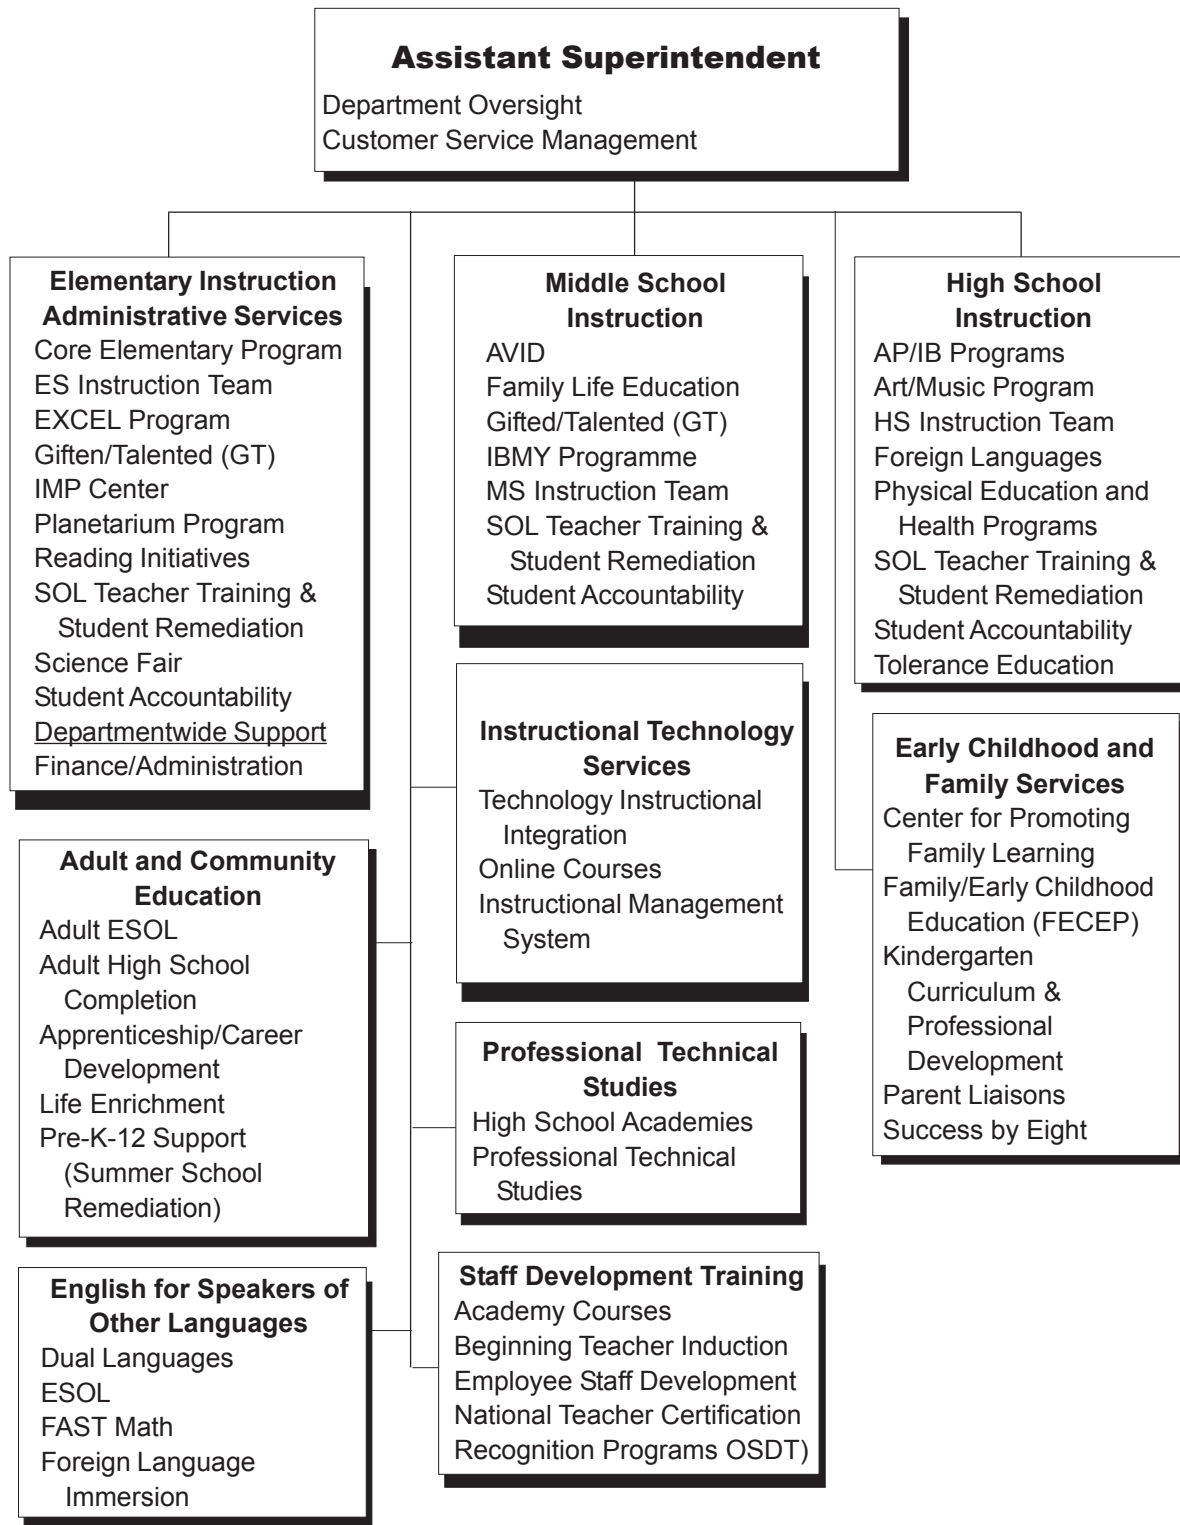 Assistant Superintendent
Department Oversight
Customer Service Management
Elementary Instruction
Administrative Services
Core Elementary Program
ES Instruction Team
EXCEL Program
Giften/Talented (GT)
IMP Center
Planetarium Program
Reading Initiatives
SOL Teacher Training &
Student Remediation
Science Fair
Student Accountability
Departmentwide Support
Finance/Administration
Middle School
Instruction
AVID
Family Life Education
Gifted/Talented (GT)
IBMY Programme
MS Instruction Team
SOL Teacher Training &
Student Remediation
Student Accountability
High School
Instruction
AP/IB Programs
Art/Music Program
HS Instruction Team
Foreign Languages
Physical Education and
Health Programs
SOL Teacher Training &
Student Remediation
Student Accountability
Tolerance Education
Instructional Technology
Services
Technology Instructional
Integration
Online Courses
Instructional Management
System
Early Childhood and
Family Services
Center for Promoting
Family Learning
Family/Early Childhood
Education (FECEP)
Kindergarten
Curriculum &
Professional
Development
Parent Liaisons
Success by Eight
Adult and Community
Education
Adult ESOL
Adult High School
Completion
Apprenticeship/Career
Development
Life Enrichment
Pre-K-12 Support
(Summer School
Remediation)
Professional Technical
Studies
High School Academies
Professional Technical
Studies
English for Speakers of
Other Languages
Dual Languages
ESOL
FAST Math
Foreign Language
Immersion
Staff Development Training
Academy Courses
Beginning Teacher Induction
Employee Staff Development
National Teacher Certification
Recognition Programs OSDT)